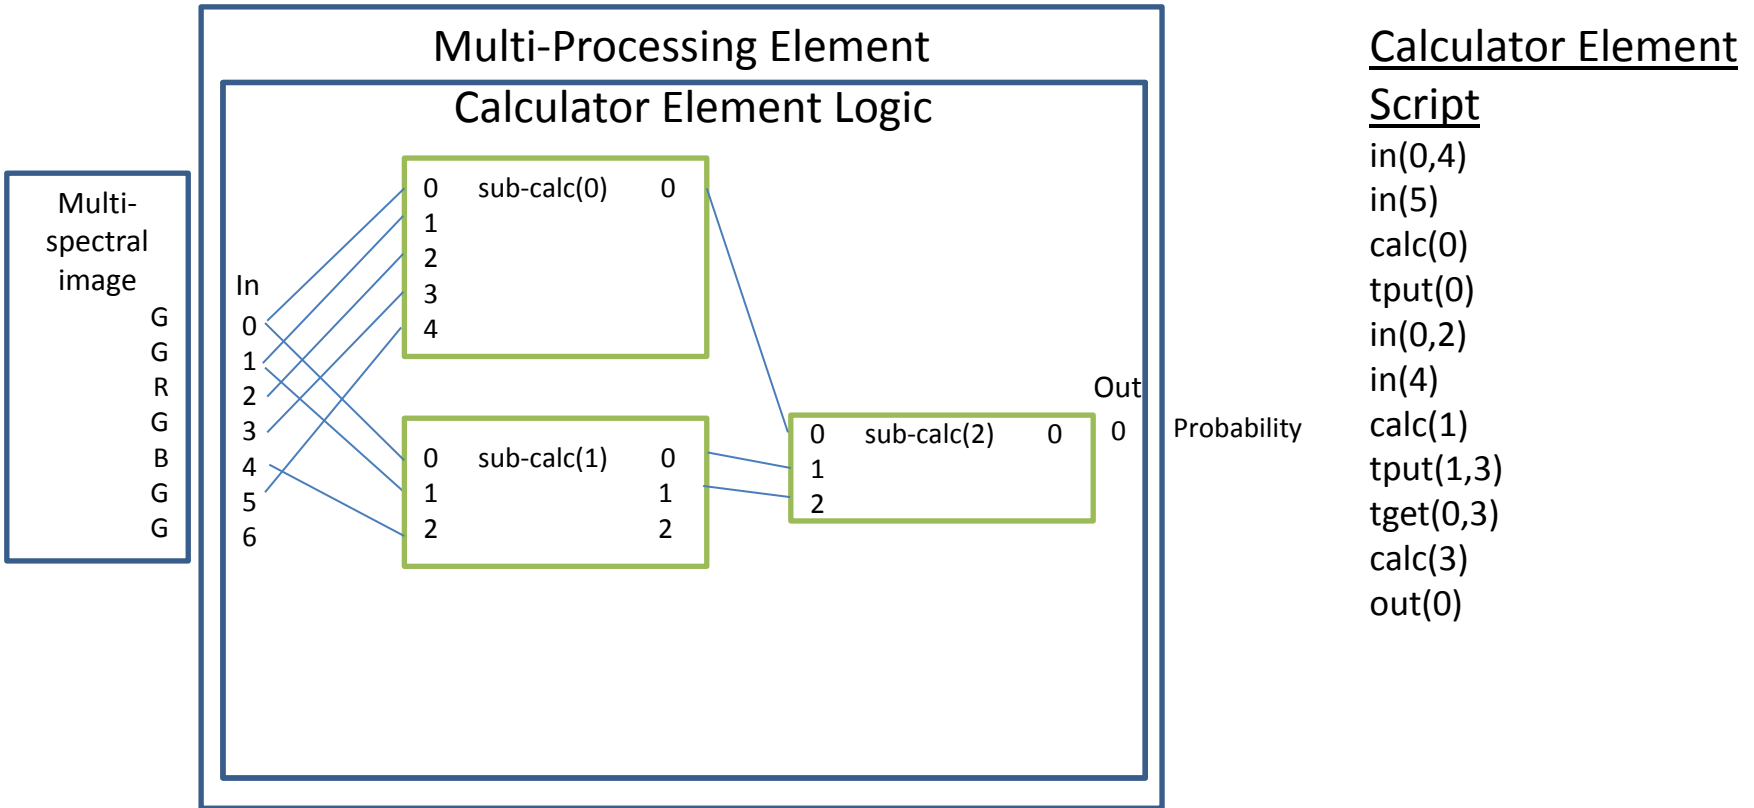 Multi-Processing Element
Calculator Element Logic
Multi-
spectral
image
G
G
R
G
B
G
G
In
0
1
2
3
4
5
6
0 sub-calc(0) 0
1
2
3
4
0 sub-calc(1) 0
1 1
2 2
0 sub-calc(2) 0
1
2
Out
0
Probability
Calculator Element
Script
in(0,4)
in(5)
calc(0)
tput(0)
in(0,2)
in(4)
calc(1)
tput(1,3)
tget(0,3)
calc(3)
out(0)